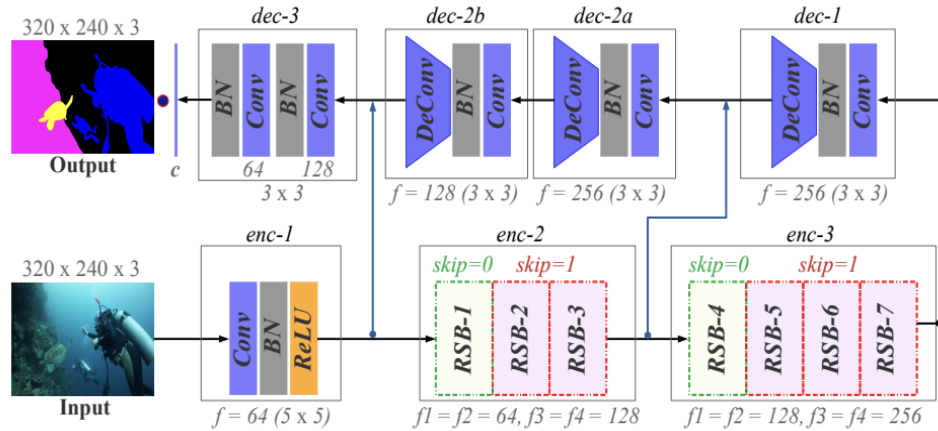 dec-3 dec-2b dec-2a dec-1
320 x 240 x 3
BN Conv BN Conv DeConv BN Conv DeConv BN Conv DeConv BN Conv
Output c 64 128
3 x 3 f = 128 (3 x 3) f = 256 (3 x 3) f = 256 (3 x 3)
enc-1 enc-2 enc-3
320 x 240 x 3 skip=0 skip=1 skip=0 skip=1
Conv BN ReLU RSB-1 RSB-2 RSB-3 RSB-4 RSB-5 RSB-6 RSB-7
Input f = 64 (5 x 5) f1 = f2 = 64, f3 = f4 = 128 f1 = f2 = 128, f3 = f4 = 256